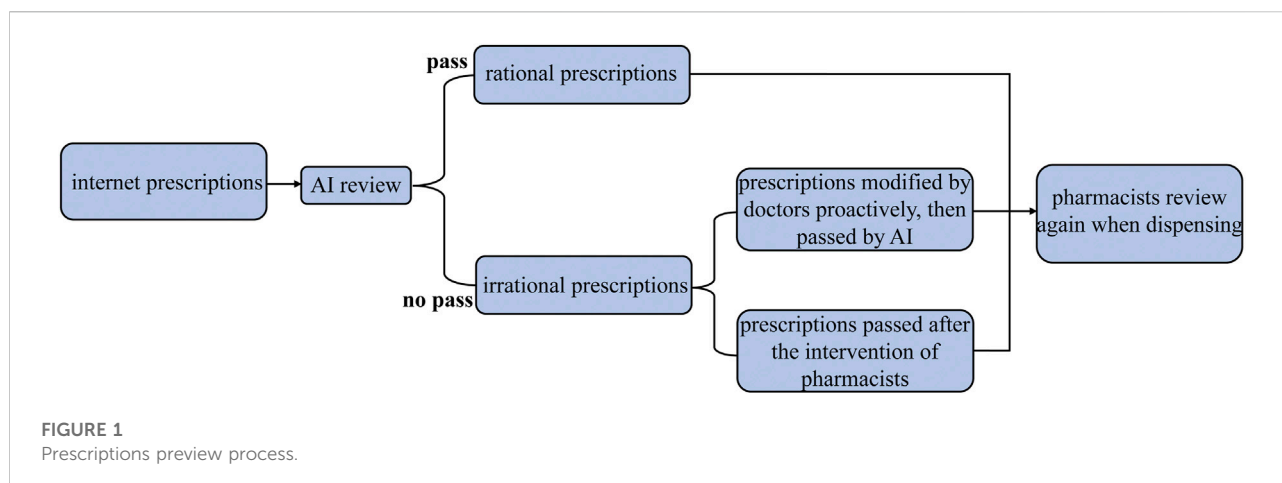 pass
rational prescriptions
internet prescriptions
AI review
prescriptions modified by
doctors proactively, then
passed by AI
pharmacists review
again when dispensing
no pass
irrational prescriptions
prescriptions passed after
the intervention of
pharmacists
FIGURE 1
Prescriptions preview process.